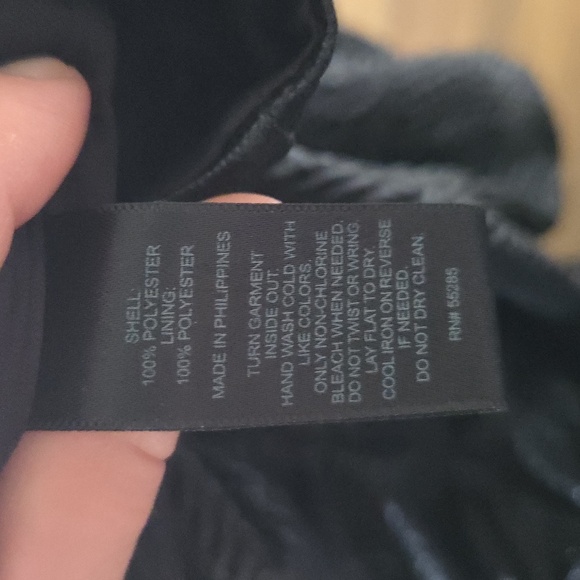 SHELL:
100% POLYESTER
LINING:
100% POLYESTER
MADE IN PHILIPPINES
TURN GARMENT
INSIDE OUT.
HAND WASH COLD WITH
LIKE COLORS.
ONLY NON-CHLORINE
BLEACH WHEN NEEDED.
DO NOT TWIST OR WRING.
LAY FLAT TO DRY.
COOL IRON ON REVERSE
IF NEEDED.
DO NOT DRY CLEAN.
RN# 55285